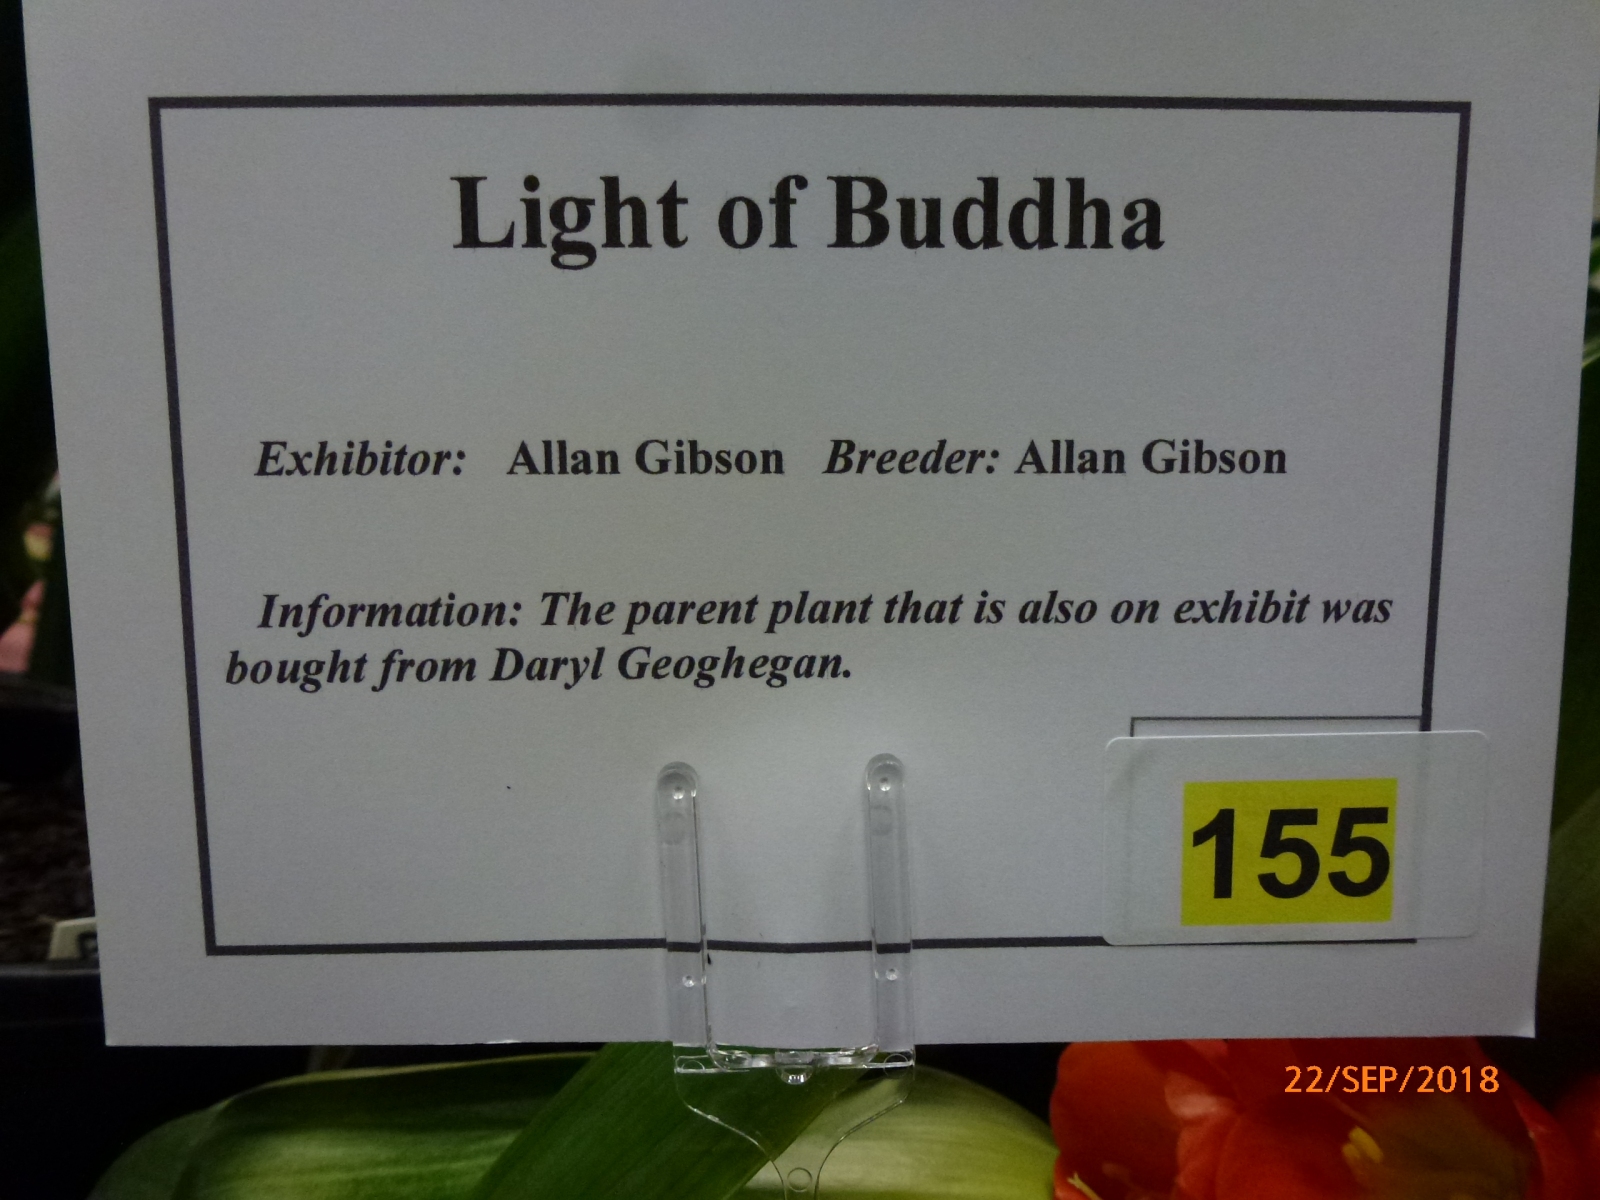 Light of Buddha
Exhibitor: Allan Gibson Breeder: Allan Gibson
Information: The parent plant that is also on exhibit was
bought from Daryl Geoghegan.
155
22/SEP/2018